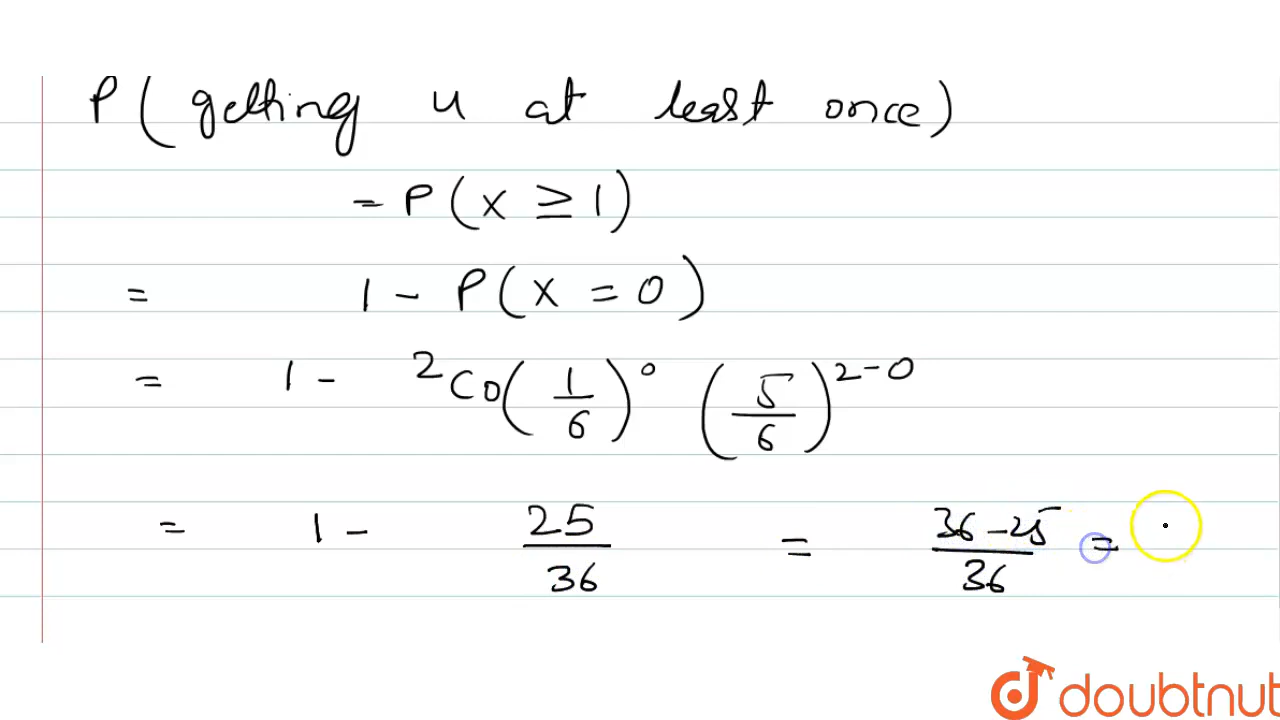 P( getting 4 at least once)
= P(x ≥ 1)
= 1 - P(x = 0)
= 1 - ²C₀(1/6)⁰ (5/6)²⁻⁰
= 1 - 25/36 = 36-25/36 =
doubtnut